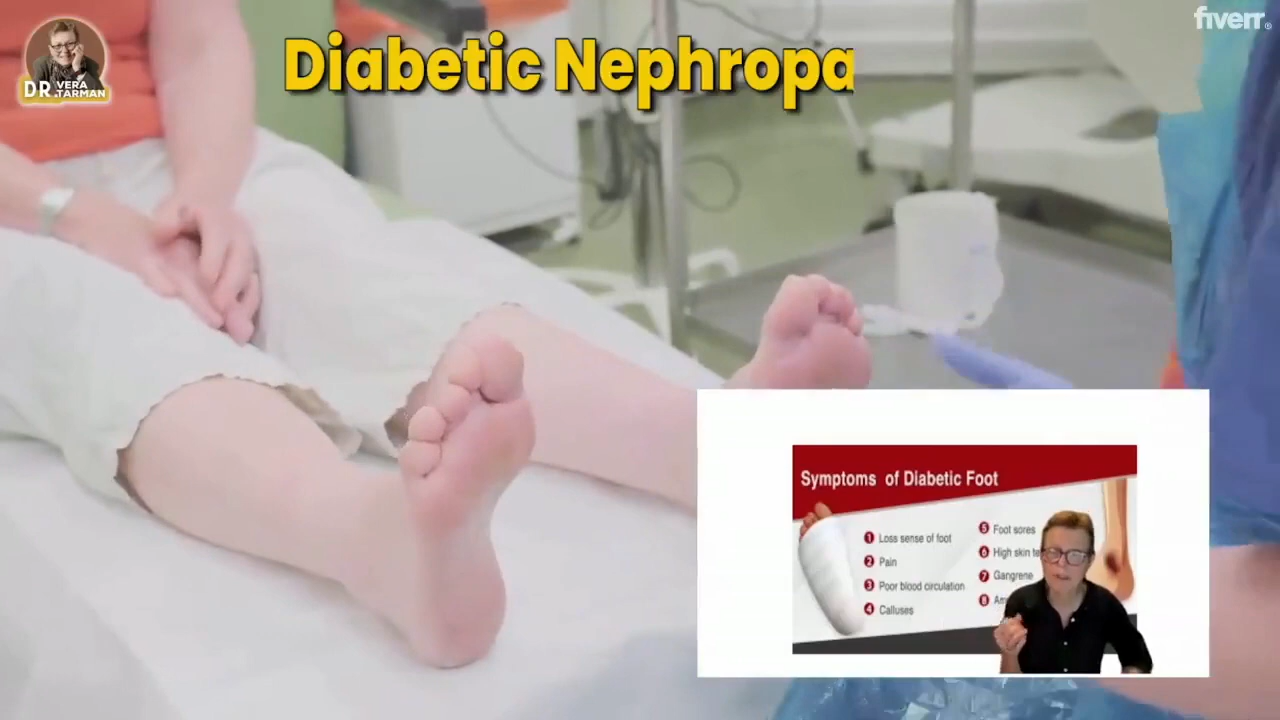 DR. VERA TARMAN
fiverr.
Diabetic Nephropa
Symptoms of Diabetic Foot
1 Loss sense of foot
2 Pain
3 Poor blood circulation
4 Calluses
5 Foot sores
6 High skin te
7 Gangrene
8